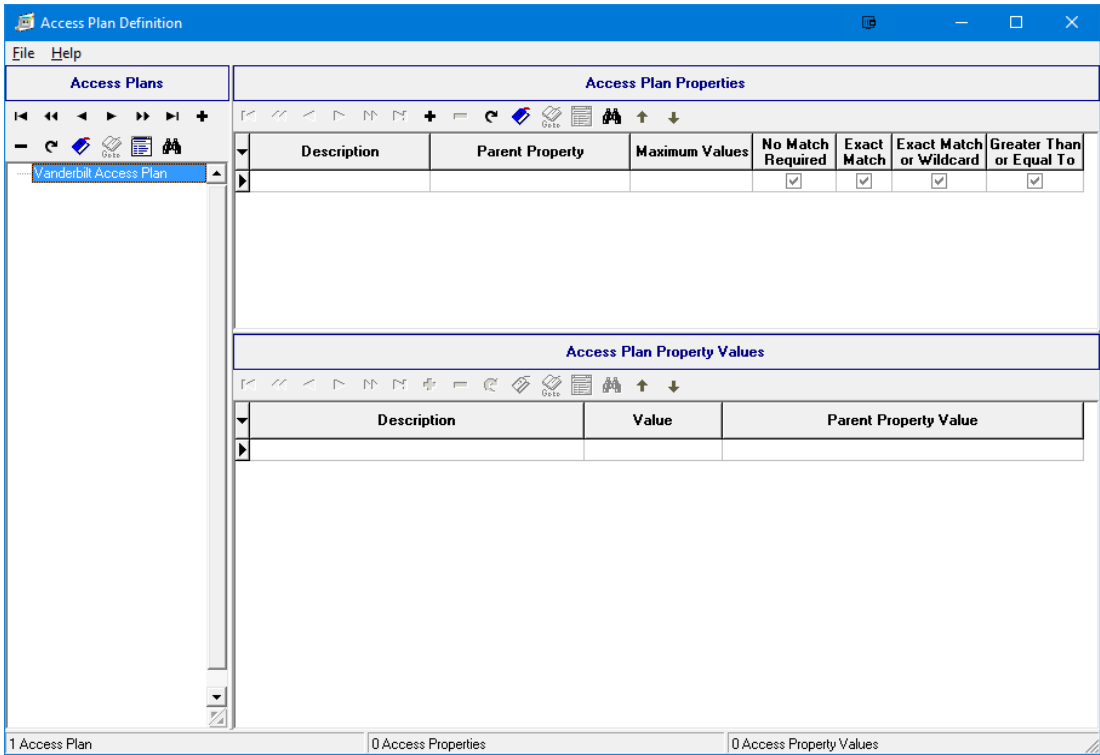 Access Plan Definition
File Help
Access Plans
Access Plan Properties
Goto
Goto
Description Parent Property Maximum Values No Match Required Exact Match Exact Match or Wildcard Greater Than or Equal To
Vanderbilt Access Plan
Access Plan Property Values
Goto
Description Value Parent Property Value
1 Access Plan 0 Access Properties 0 Access Property Values